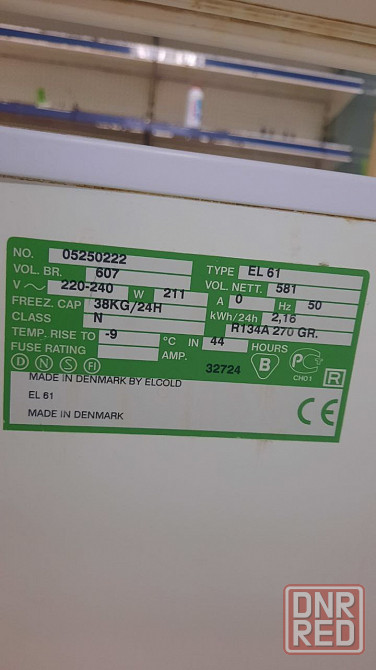 NO. 05250222 TYPE EL 61
VOL. BR. 607 VOL. NETT. 581
V 220-240 W 211 A 0 Hz 50
FREEZ. CAP 38KG/24H kWh/24h 2,16
CLASS N R134A 270 GR.
TEMP. RISE TO -9 °C IN 44 HOURS
FUSE RATING AMP. 32724
D N S FI B PC CH01 R
MADE IN DENMARK BY ELCOLD
EL 61
MADE IN DENMARK
CE
DNR
RED